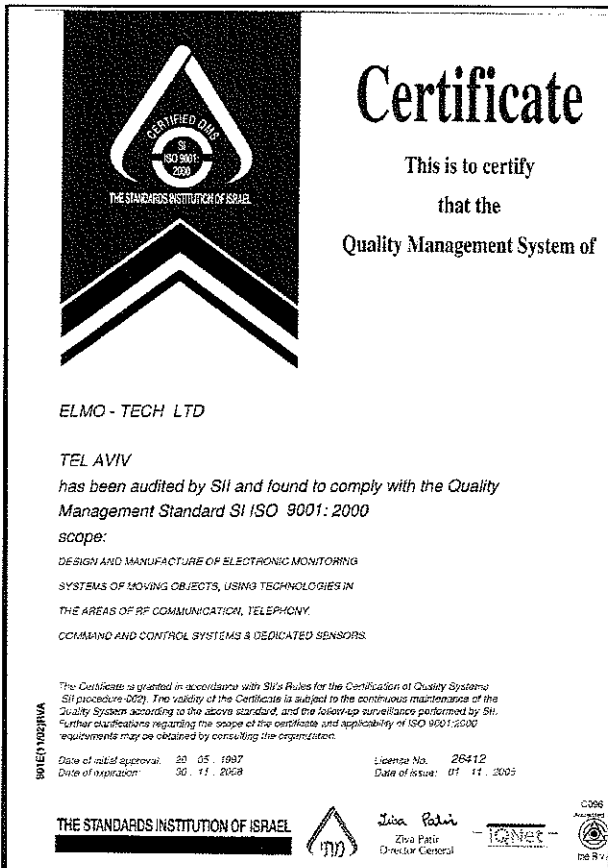 Certificate
This is to certify
that the
Quality Management System of
CERTIFIED QMS
SI
ISO 9001:
2000
THE STANDARDS INSTITUTION OF ISRAEL
ELMO - TECH LTD
TEL AVIV
has been audited by SII and found to comply with the Quality
Management Standard SI ISO 9001: 2000
scope:
DESIGN AND MANUFACTURE OF ELECTRONIC MONITORING
SYSTEMS OF MOVING OBJECTS, USING TECHNOLOGIES IN
THE AREAS OF RF COMMUNICATION, TELEPHONY,
COMMAND AND CONTROL SYSTEMS & DEDICATED SENSORS.
The Certificate is granted in accordance with SII's Rules for the Certification of Quality Systems
(SII procedure-002). The validity of the Certificate is subject to the continuous maintenance of the
Quality System according to the above standard, and the follow-up surveillance performed by SII.
Further clarifications regarding the scope of the certificate and applicability of ISO 9001:2000
requirements may be obtained by consulting the organization.
Date of initial approval: 20 . 05 . 1997
Date of expiration: 30 . 11 . 2008
License No. 26412
Date of issue: 01 . 11 . 2005
901E(11/02)RVA
THE STANDARDS INSTITUTION OF ISRAEL
מתי
Ziva Patir
Ziva Patir
Director General
IQNet
C096